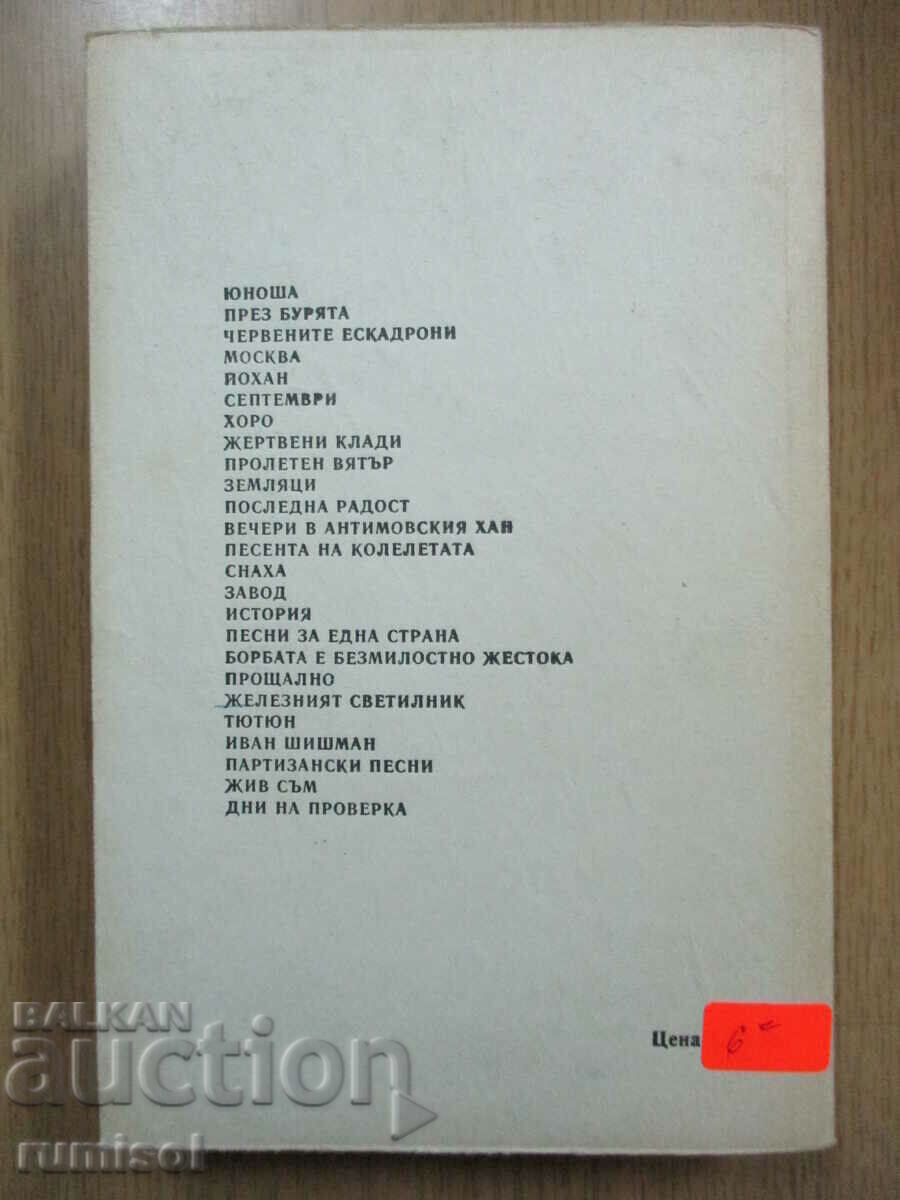 ЮНОША
ПРЕЗ БУРЯТА
ЧЕРВЕНИТЕ ЕСКАДРОНИ
МОСКВА
ЙОХАН
СЕПТЕМВРИ
ХОРО
ЖЕРТВЕНИ КЛАДИ
ПРОЛЕТЕН ВЯТЪР
ЗЕМЛЯЦИ
ПОСЛЕДНА РАДОСТ
ВЕЧЕРИ В АНТИМОВСКИЯ ХАН
ПЕСЕНТА НА КОЛЕЛЕТАТА
СНАХА
ЗАВОД
ИСТОРИЯ
ПЕСНИ ЗА ЕДНА СТРАНА
БОРБАТА Е БЕЗМИЛОСТНО ЖЕСТОКА
ПРОЩАЛНО
ЖЕЛЕЗНИЯТ СВЕТИЛНИК
ТЮТЮН
ИВАН ШИШМАН
ПАРТИЗАНСКИ ПЕСНИ
ЖИВ СЪМ
ДНИ НА ПРОВЕРКА
Цена 6
BALKAN
auction
rumisol